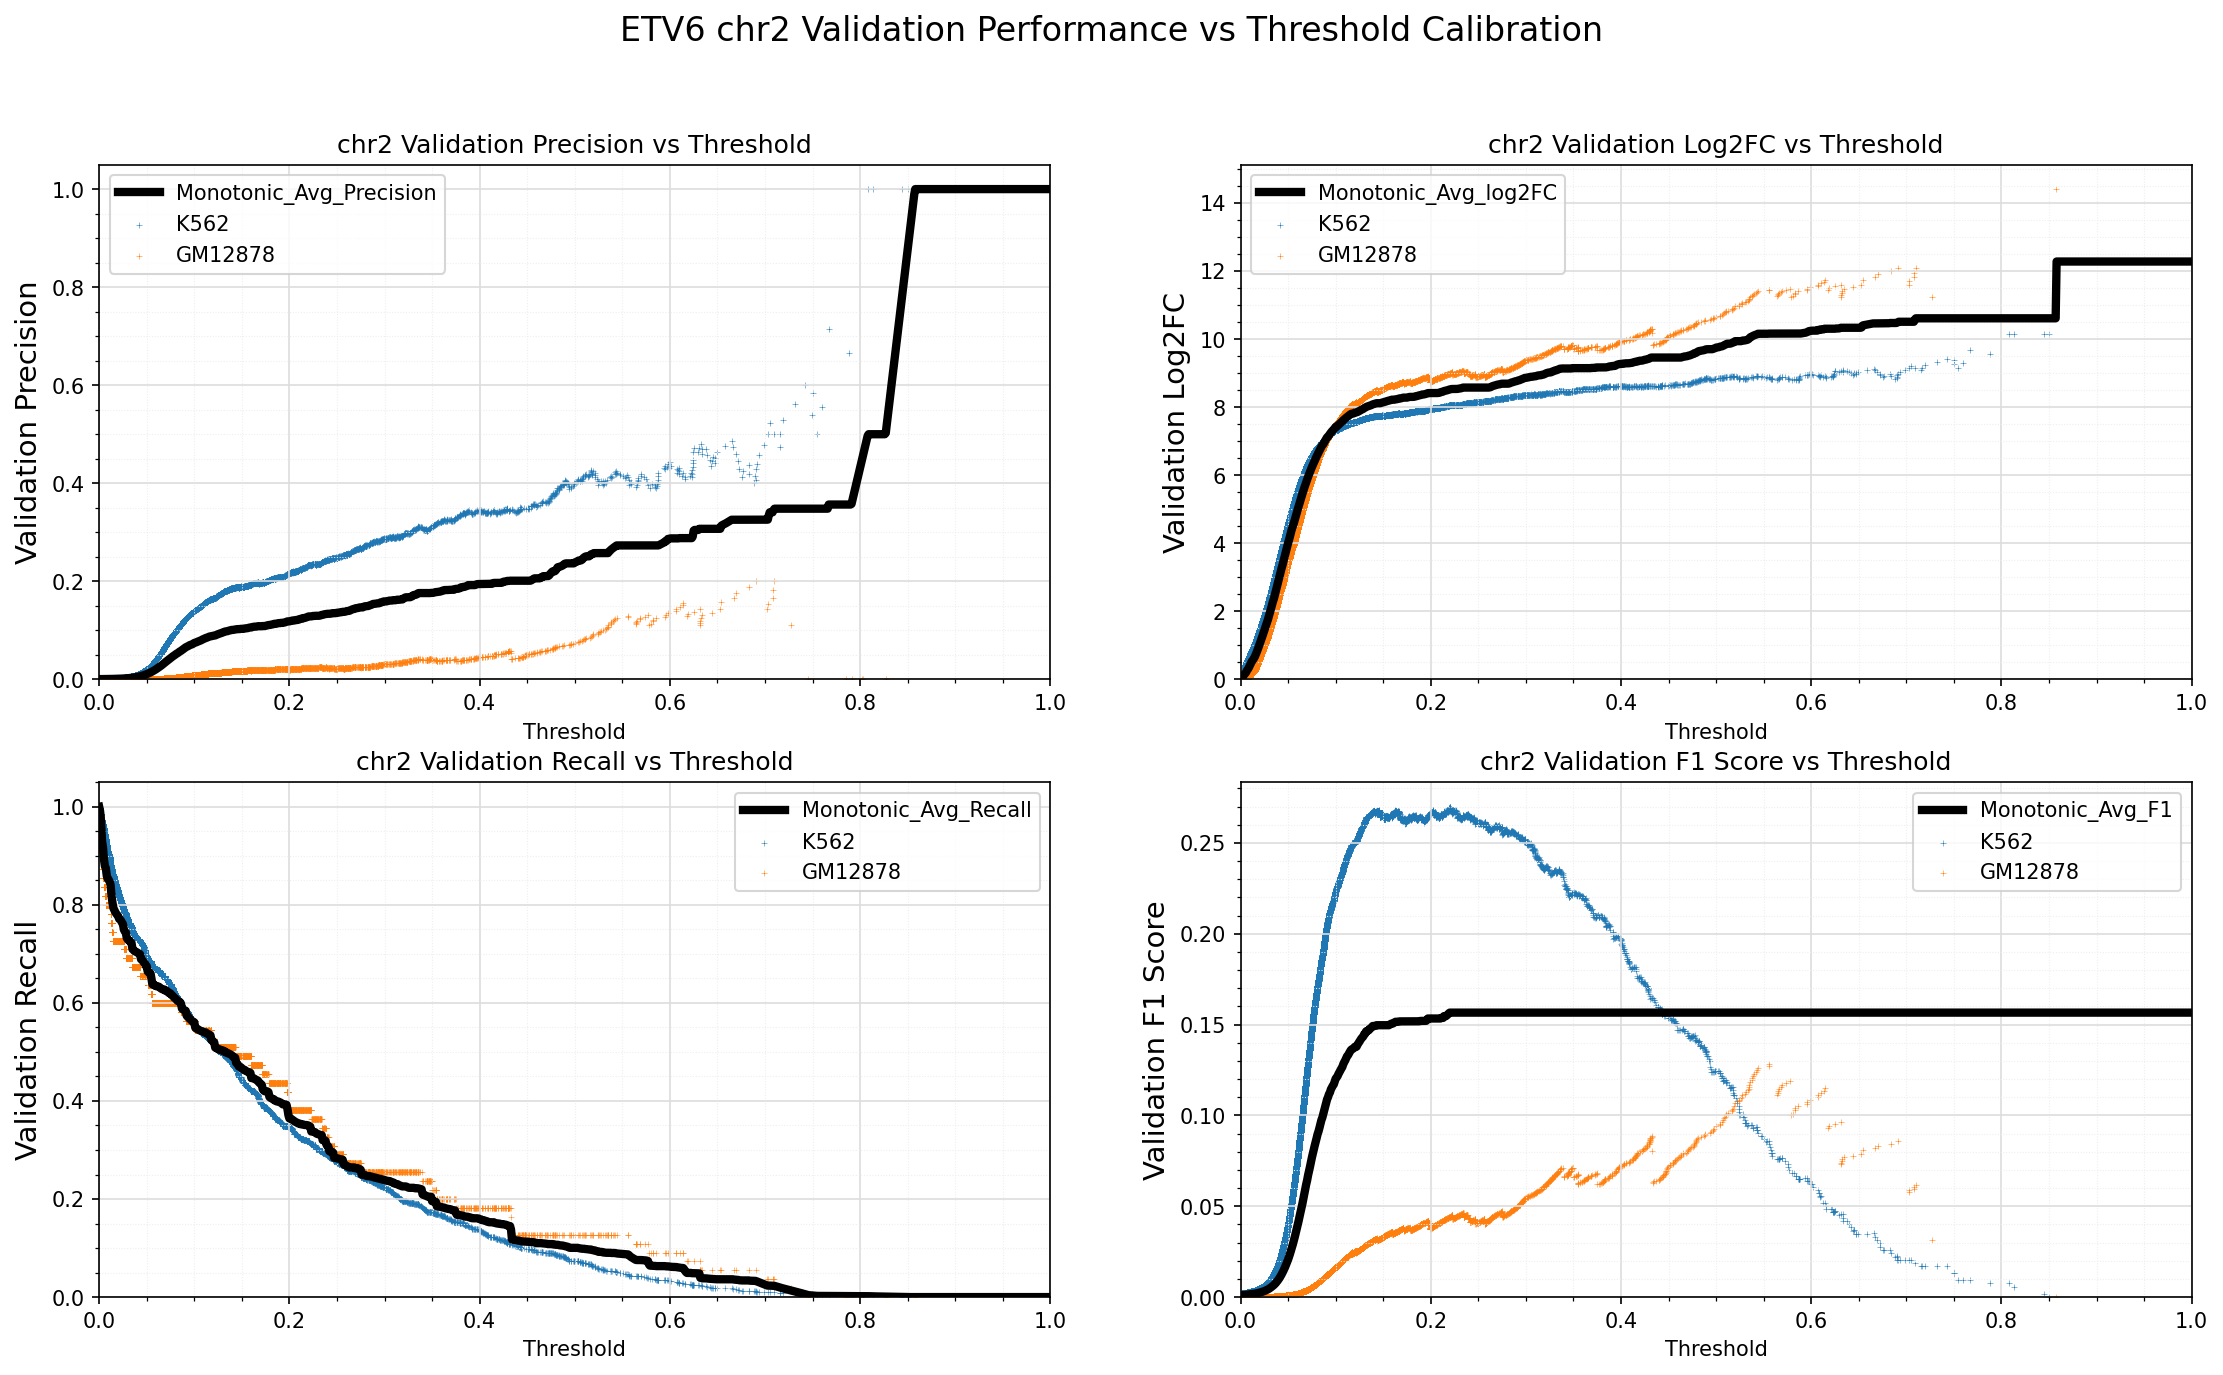 ETV6 chr2 Validation Performance vs Threshold Calibration
chr2 Validation Precision vs Threshold
Validation Precision
1.0
0.8
0.6
0.4
0.2
0.0
Monotonic_Avg_Precision
K562
GM12878
0.0 0.2 0.4 0.6 0.8 1.0
Threshold
chr2 Validation Log2FC vs Threshold
Validation Log2FC
14
12
10
8
6
4
2
0
Monotonic_Avg_log2FC
K562
GM12878
0.0 0.2 0.4 0.6 0.8 1.0
Threshold
chr2 Validation Recall vs Threshold
Validation Recall
1.0
0.8
0.6
0.4
0.2
0.0
Monotonic_Avg_Recall
K562
GM12878
0.0 0.2 0.4 0.6 0.8 1.0
Threshold
chr2 Validation F1 Score vs Threshold
Validation F1 Score
0.25
0.20
0.15
0.10
0.05
0.00
Monotonic_Avg_F1
K562
GM12878
0.0 0.2 0.4 0.6 0.8 1.0
Threshold